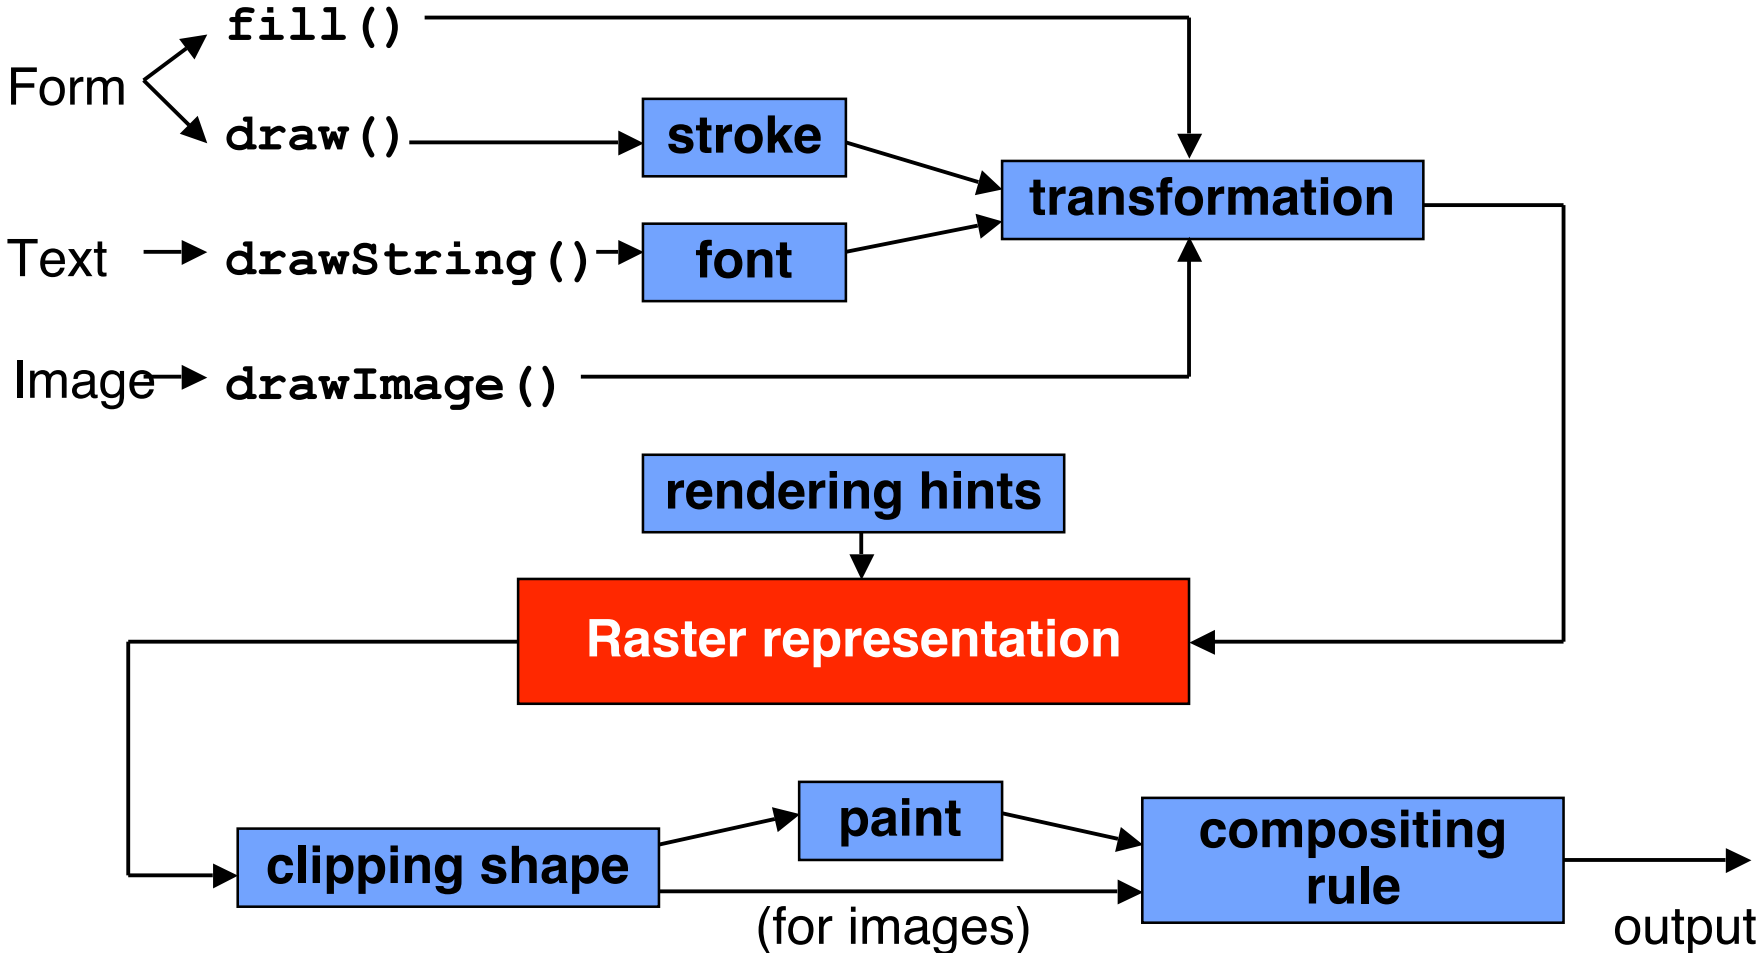 fill()
Form
draw()
stroke
transformation
Text
drawString()
font
Image
drawImage()
rendering hints
Raster representation
paint
clipping shape
compositing
rule
(for images)
output